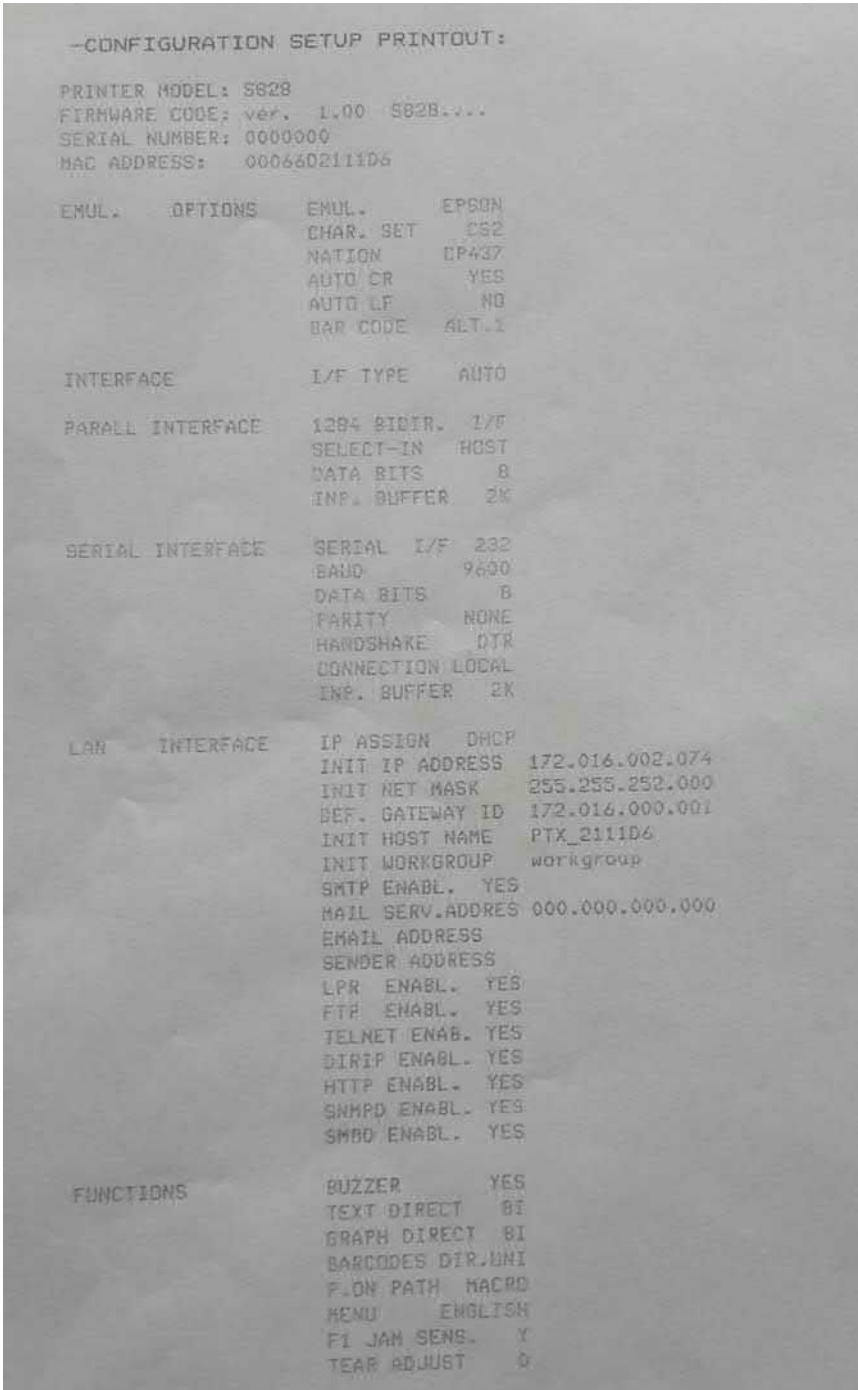 -CONFIGURATION SETUP PRINTOUT:
PRINTER MODEL: S828
FIRMWARE CODE: ver. 1.00 S828....
SERIAL NUMBER: 0000000
MAC ADDRESS: 00066D2111D6
EMUL. OPTIONS EMUL. EPSON
CHAR. SET CS2
NATION CP437
AUTO CR YES
AUTO LF NO
BAR CODE ALT.1
INTERFACE I/F TYPE AUTO
PARALL INTERFACE 1284 BIDIR. I/F
SELECT-IN HOST
DATA BITS 8
INP. BUFFER 2K
SERIAL INTERFACE SERIAL I/F 232
BAUD 9600
DATA BITS 8
PARITY NONE
HANDSHAKE DTR
CONNECTION LOCAL
INP. BUFFER 2K
LAN INTERFACE IP ASSIGN DHCP
INIT IP ADDRESS 172.016.002.074
INIT NET MASK 255.255.252.000
DEF. GATEWAY ID 172.016.000.001
INIT HOST NAME PTX_2111D6
INIT WORKGROUP workgroup
SMTP ENABL. YES
MAIL SERV.ADDRES 000.000.000.000
EMAIL ADDRESS
SENDER ADDRESS
LPR ENABL. YES
FTP ENABL. YES
TELNET ENAB. YES
DIRIP ENABL. YES
HTTP ENABL. YES
SNMPD ENABL. YES
SMBD ENABL. YES
FUNCTIONS BUZZER YES
TEXT DIRECT BI
GRAPH DIRECT BI
BARCODES DIR.UNI
P.ON PATH MACRO
MENU ENGLISH
F1 JAM SENS. Y
TEAR ADJUST 0